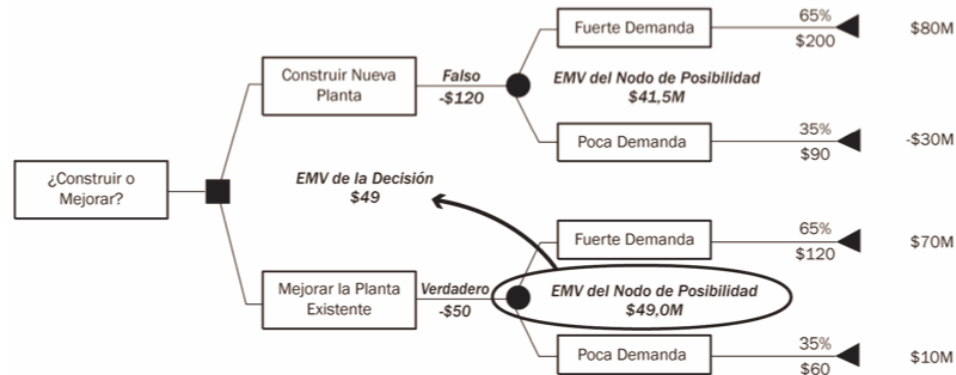 65%
Fuerte Demanda
$200
$80M
Construir Nueva
Planta
Falso
-$120
EMV del Nodo de Posibilidad
$41,5M
35%
Poca Demanda
$90
-$30M
¿Construir o
Mejorar?
EMV de la Decisión
$49
65%
Fuerte Demanda
$120
$70M
Mejorar la Planta
Existente
Verdadero
-$50
EMV del Nodo de Posibilidad
$49,0M
35%
Poca Demanda
$60
$10M